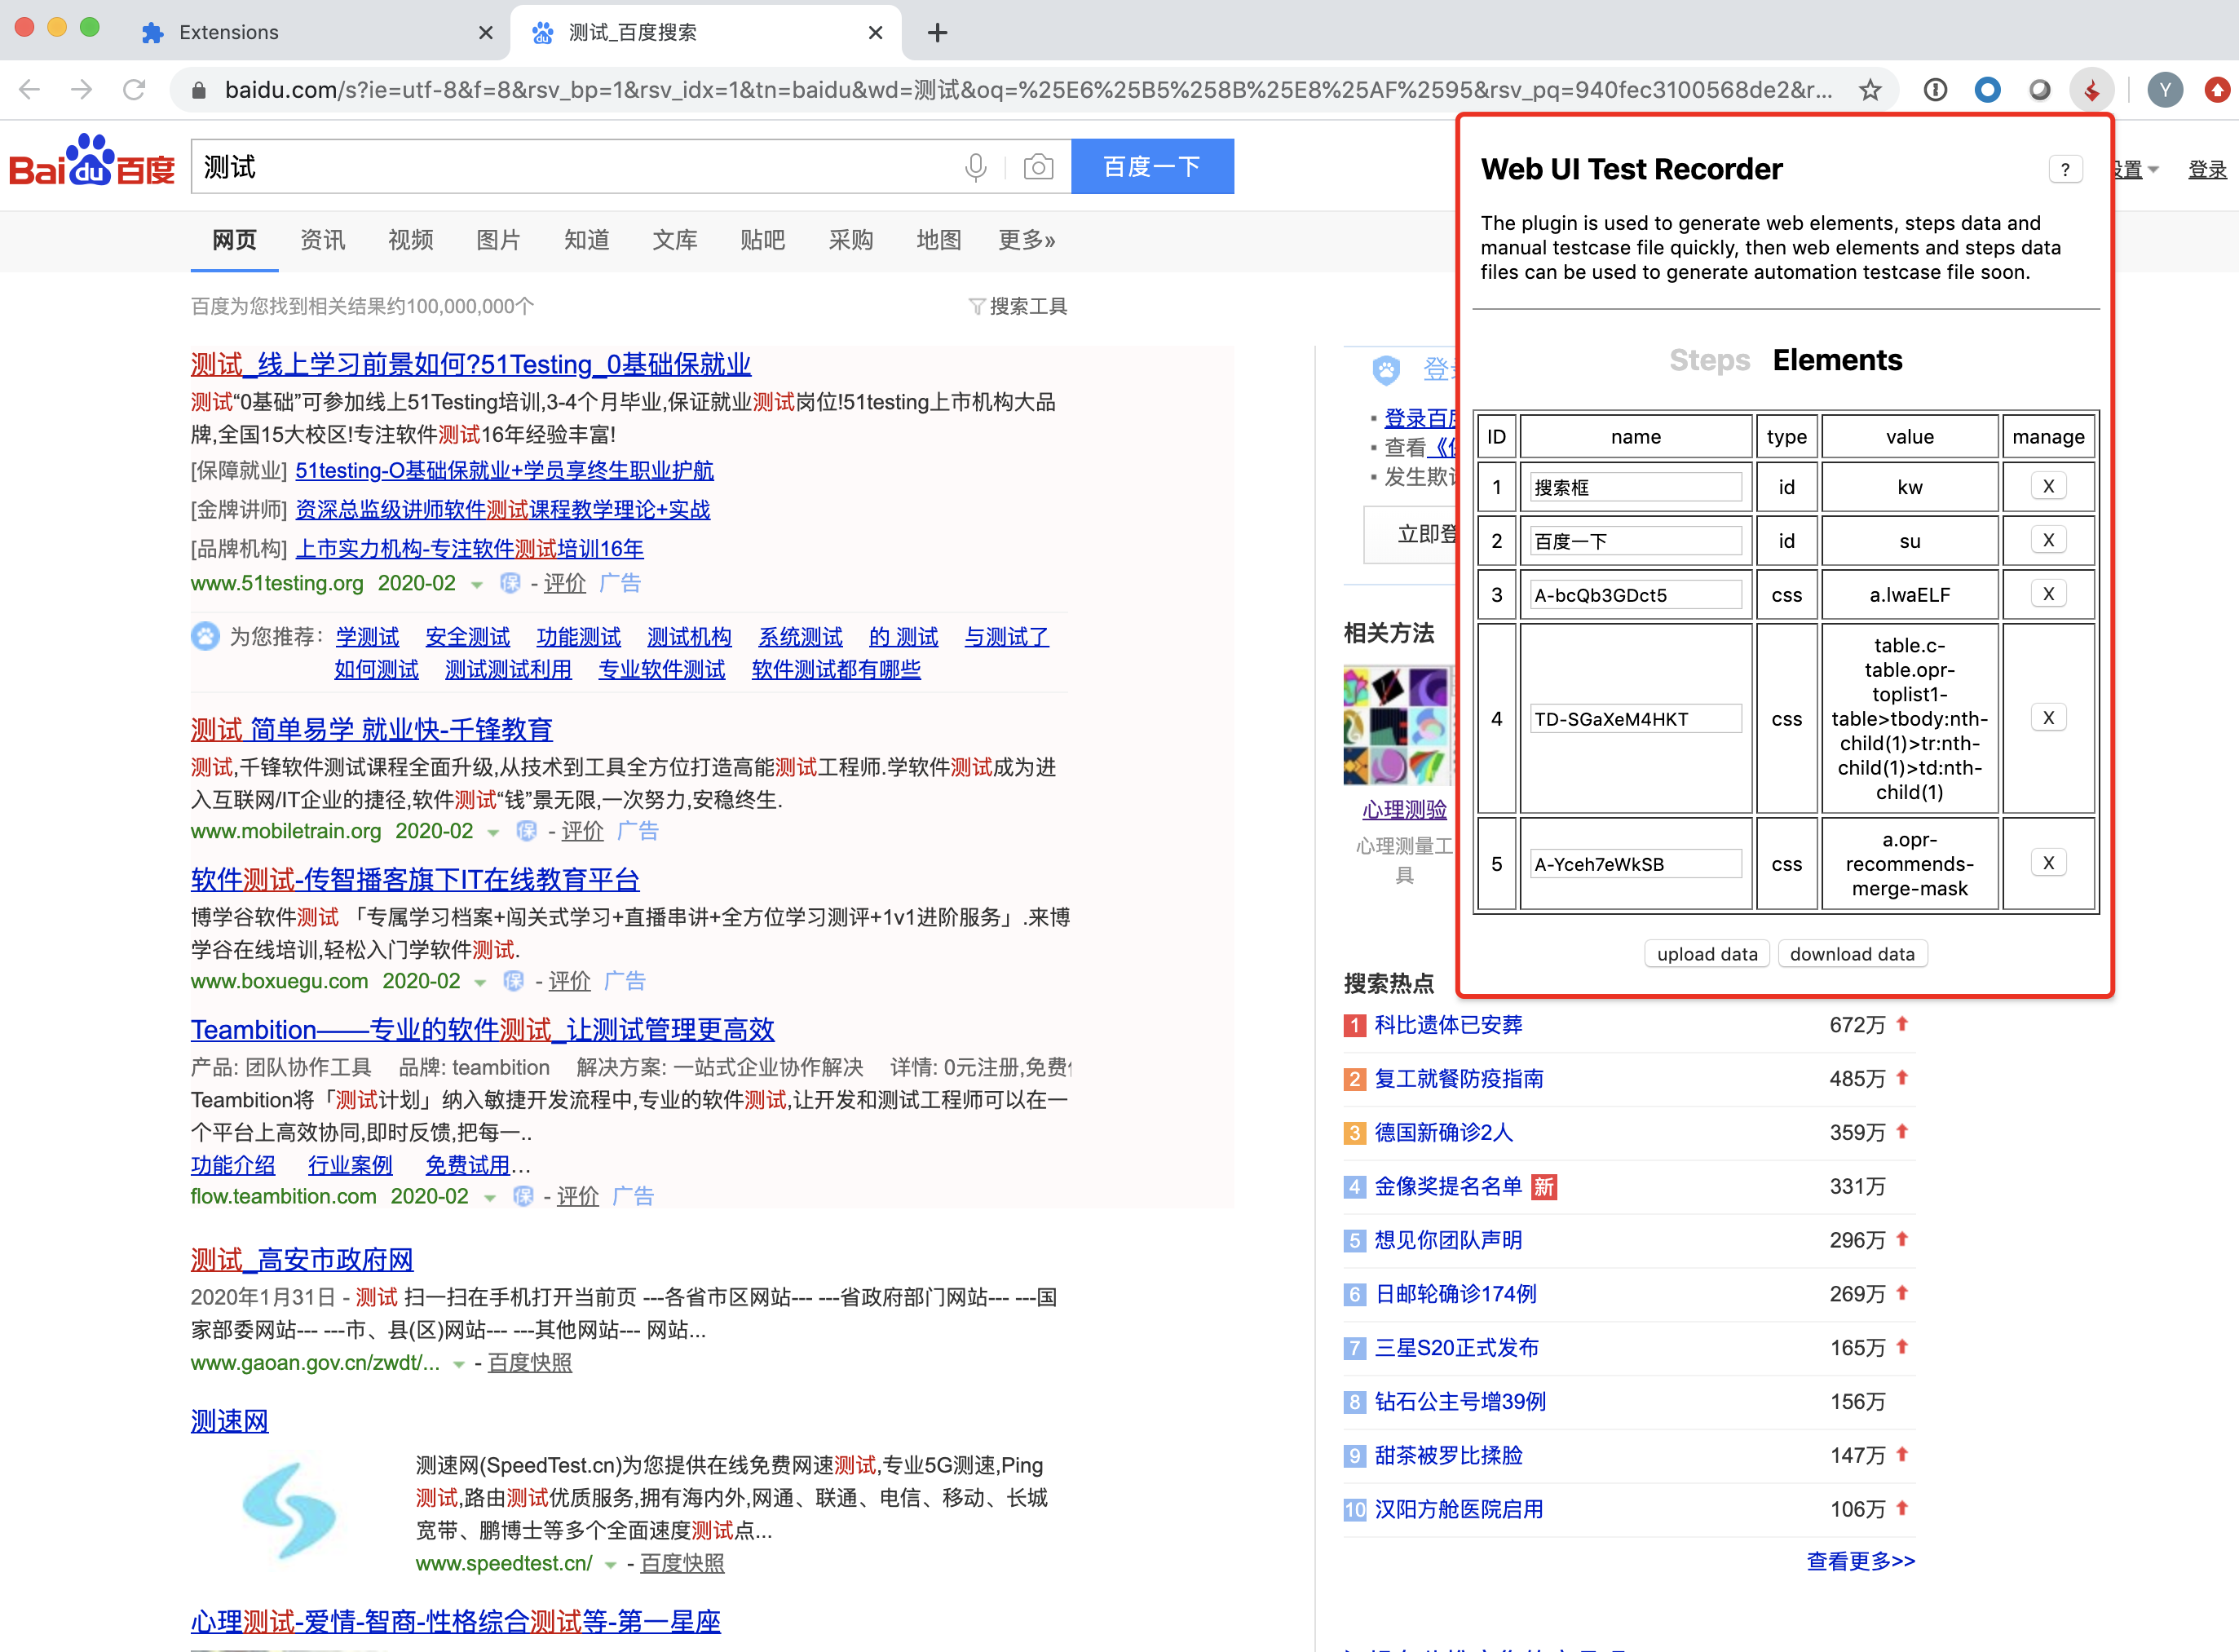 Extensions
测试_百度搜索
baidu.com/s?ie=utf-8&f=8&rsv_bp=1&rsv_idx=1&tn=baidu&wd=测试&oq=%25E6%25B5%258B%25E8%25AF%2595&rsv_pq=940fec3100568de2&r...
Y
Bai du 百度
测试
百度一下
设置
登录
网页 资讯 视频 图片 知道 文库 贴吧 采购 地图 更多»
百度为您找到相关结果约100,000,000个
搜索工具
测试_线上学习前景如何?51Testing_0基础保就业
测试“0基础”可参加线上51Testing培训,3-4个月毕业,保证就业测试岗位!51testing上市机构大品
牌,全国15大校区!专注软件测试16年经验丰富!
[保障就业] 51testing-O基础保就业+学员享终生职业护航
[金牌讲师] 资深总监级讲师软件测试课程教学理论+实战
[品牌机构] 上市实力机构-专注软件测试培训16年
www.51testing.org 2020-02 保 - 评价 广告
为您推荐: 学测试 安全测试 功能测试 测试机构 系统测试 的 测试 与测试了
如何测试 测试测试利用 专业软件测试 软件测试都有哪些
测试 简单易学 就业快-千锋教育
测试,千锋软件测试课程全面升级,从技术到工具全方位打造高能测试工程师.学软件测试成为进
入互联网/IT企业的捷径,软件测试“钱”景无限,一次努力,安稳终生.
www.mobiletrain.org 2020-02 保 - 评价 广告
软件测试-传智播客旗下IT在线教育平台
博学谷软件测试 「专属学习档案+闯关式学习+直播串讲+全方位学习测评+1v1进阶服务」.来博
学谷在线培训,轻松入门学软件测试.
www.boxuegu.com 2020-02 保 - 评价 广告
Teambition——专业的软件测试_让测试管理更高效
产品: 团队协作工具 品牌: teambition 解决方案: 一站式企业协作解决 详情: 0元注册,免费
Teambition将「测试计划」纳入敏捷开发流程中,专业的软件测试,让开发和测试工程师可以在一
个平台上高效协同,即时反馈,把每一..
功能介绍 行业案例 免费试用...
flow.teambition.com 2020-02 保 - 评价 广告
测试_高安市政府网
2020年1月31日 - 测试 扫一扫在手机打开当前页 ---各省市区网站--- ---省政府部门网站--- ---国
家部委网站--- ---市、县(区)网站--- ---其他网站--- 网站...
www.gaoan.gov.cn/zwdt/... - 百度快照
测速网
测速网(SpeedTest.cn)为您提供在线免费网速测试,专业5G测速,Ping
测试,路由测试优质服务,拥有海内外,网通、联通、电信、移动、长城
宽带、鹏博士等多个全面速度测试点...
www.speedtest.cn/ - 百度快照
心理测试-爱情-智商-性格综合测试等-第一星座
登
登录百
查看《
发生欺
立即登
相关方法
心理测验
心理测量工
具
搜索热点
1 科比遗体已安葬 672万
2 复工就餐防疫指南 485万
3 德国新确诊2人 359万
4 金像奖提名名单 新 331万
5 想见你团队声明 296万
6 日邮轮确诊174例 269万
7 三星S20正式发布 165万
8 钻石公主号增39例 156万
9 甜茶被罗比揉脸 147万
10 汉阳方舱医院启用 106万
查看更多>>
Web UI Test Recorder
?
The plugin is used to generate web elements, steps data and
manual testcase file quickly, then web elements and steps data
files can be used to generate automation testcase file soon.
Steps Elements
ID name type value manage
1 搜索框 id kw X
2 百度一下 id su X
3 A-bcQb3GDct5 css a.lwaELF X
4 TD-SGaXeM4HKT css table.c-
table.opr-
toplist1-
table>tbody:nth-
child(1)>tr:nth-
child(1)>td:nth-
child(1) X
5 A-Yceh7eWkSB css a.opr-
recommends-
merge-mask X
upload data download data